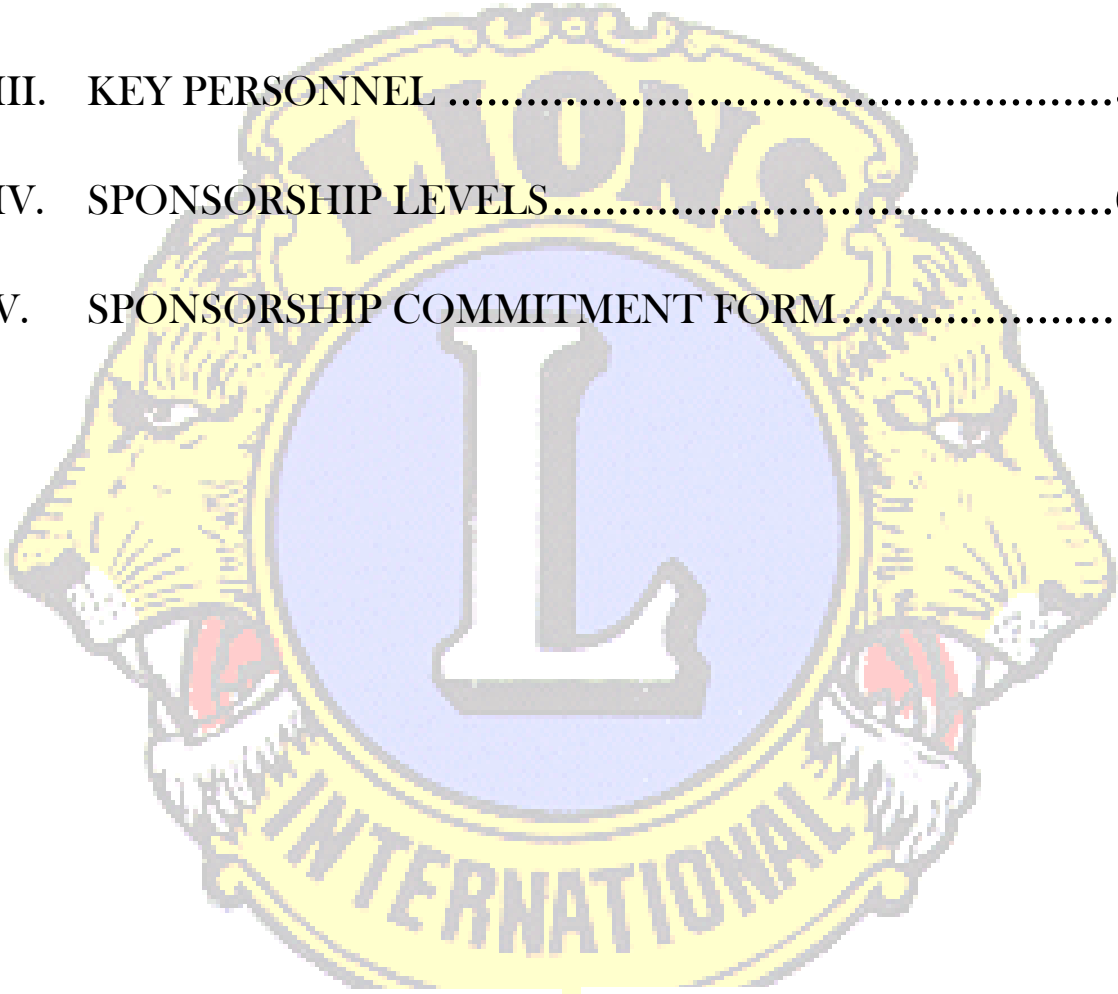 III. KEY PERSONNEL ....................................................
IV. SPONSORSHIP LEVELS ...........................................
V. SPONSORSHIP COMMITMENT FORM .....................
LIONS
L
INTERNATIONAL